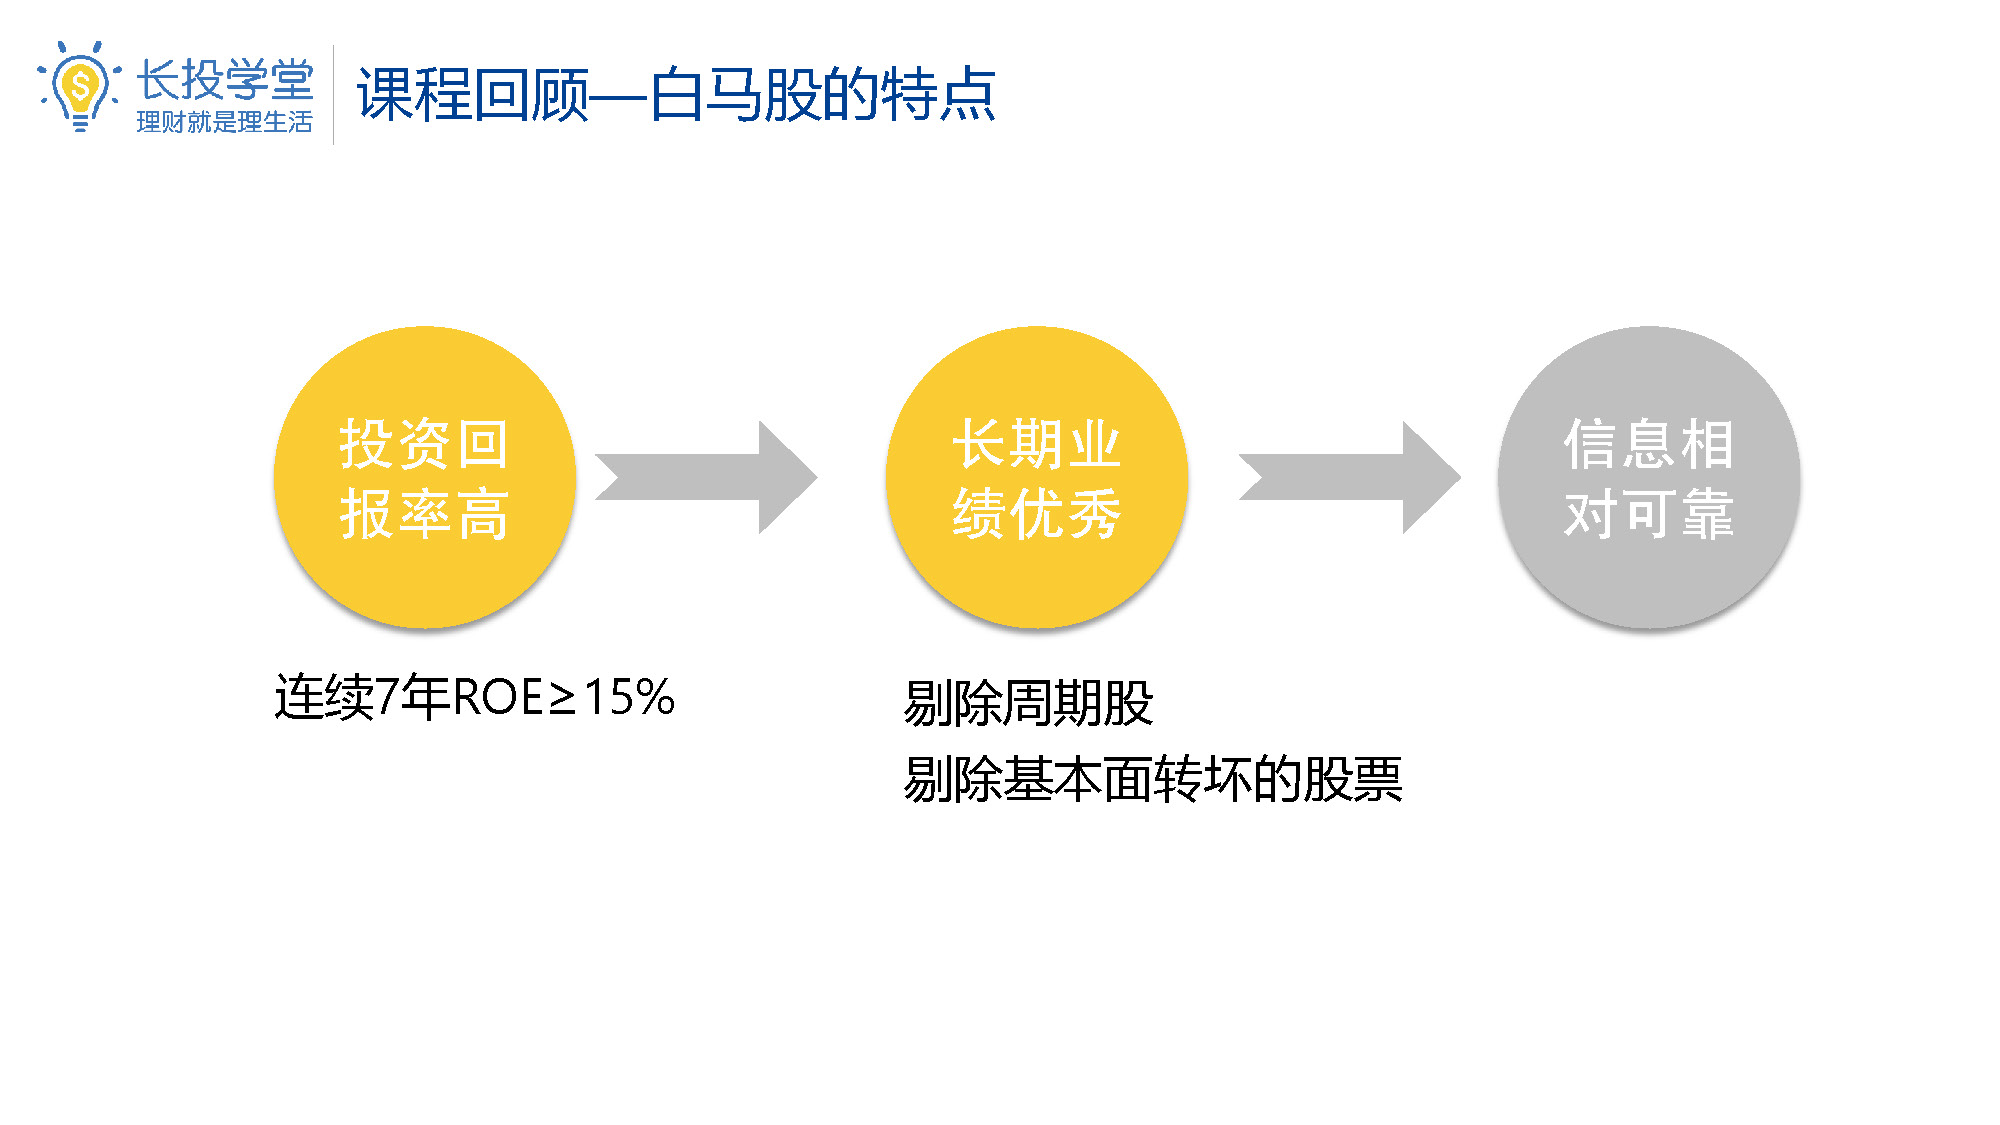 长投学堂
理财就是理生活
课程回顾—白马股的特点
投资回
报率高
长期业
绩优秀
信息相
对可靠
连续7年ROE≥15%
剔除周期股
剔除基本面转坏的股票